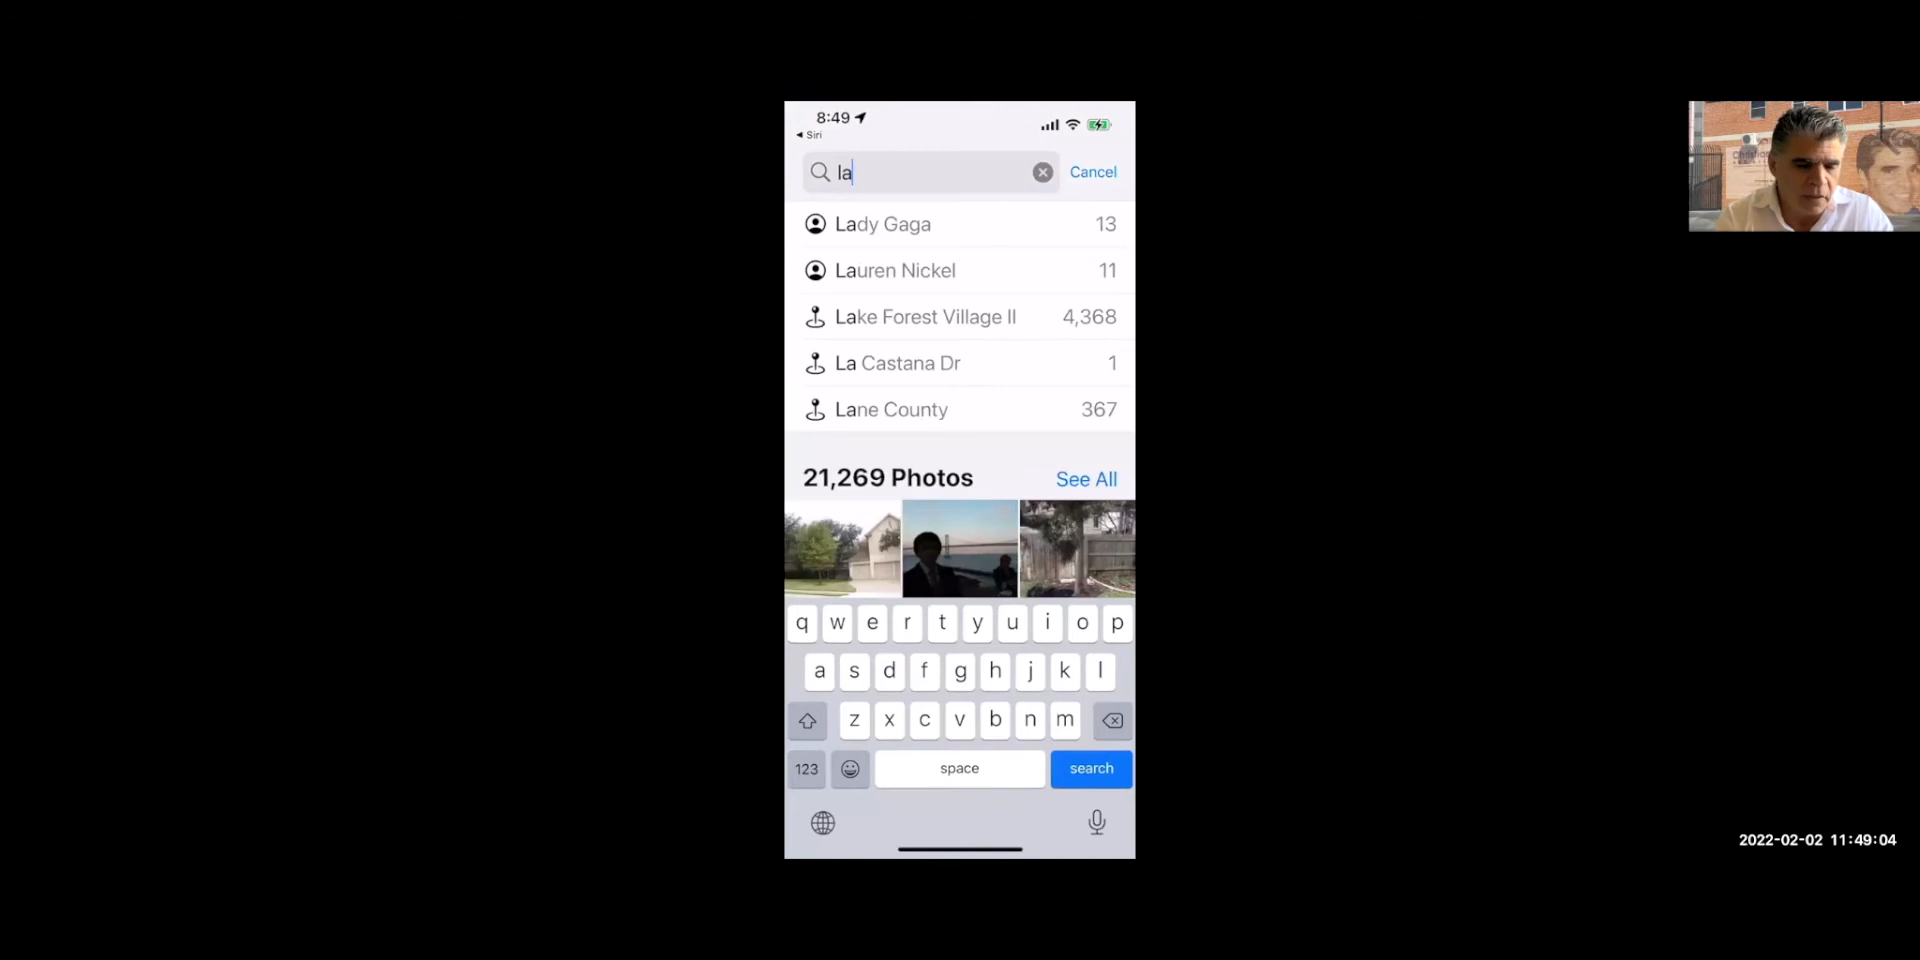 8:49
Siri
la
Cancel
Lady Gaga 13
Lauren Nickel 11
Lake Forest Village II 4,368
La Castana Dr 1
Lane County 367
21,269 Photos See All
q w e r t y u i o p
a s d f g h j k l
z x c v b n m
123 space search
2022-02-02 11:49:04